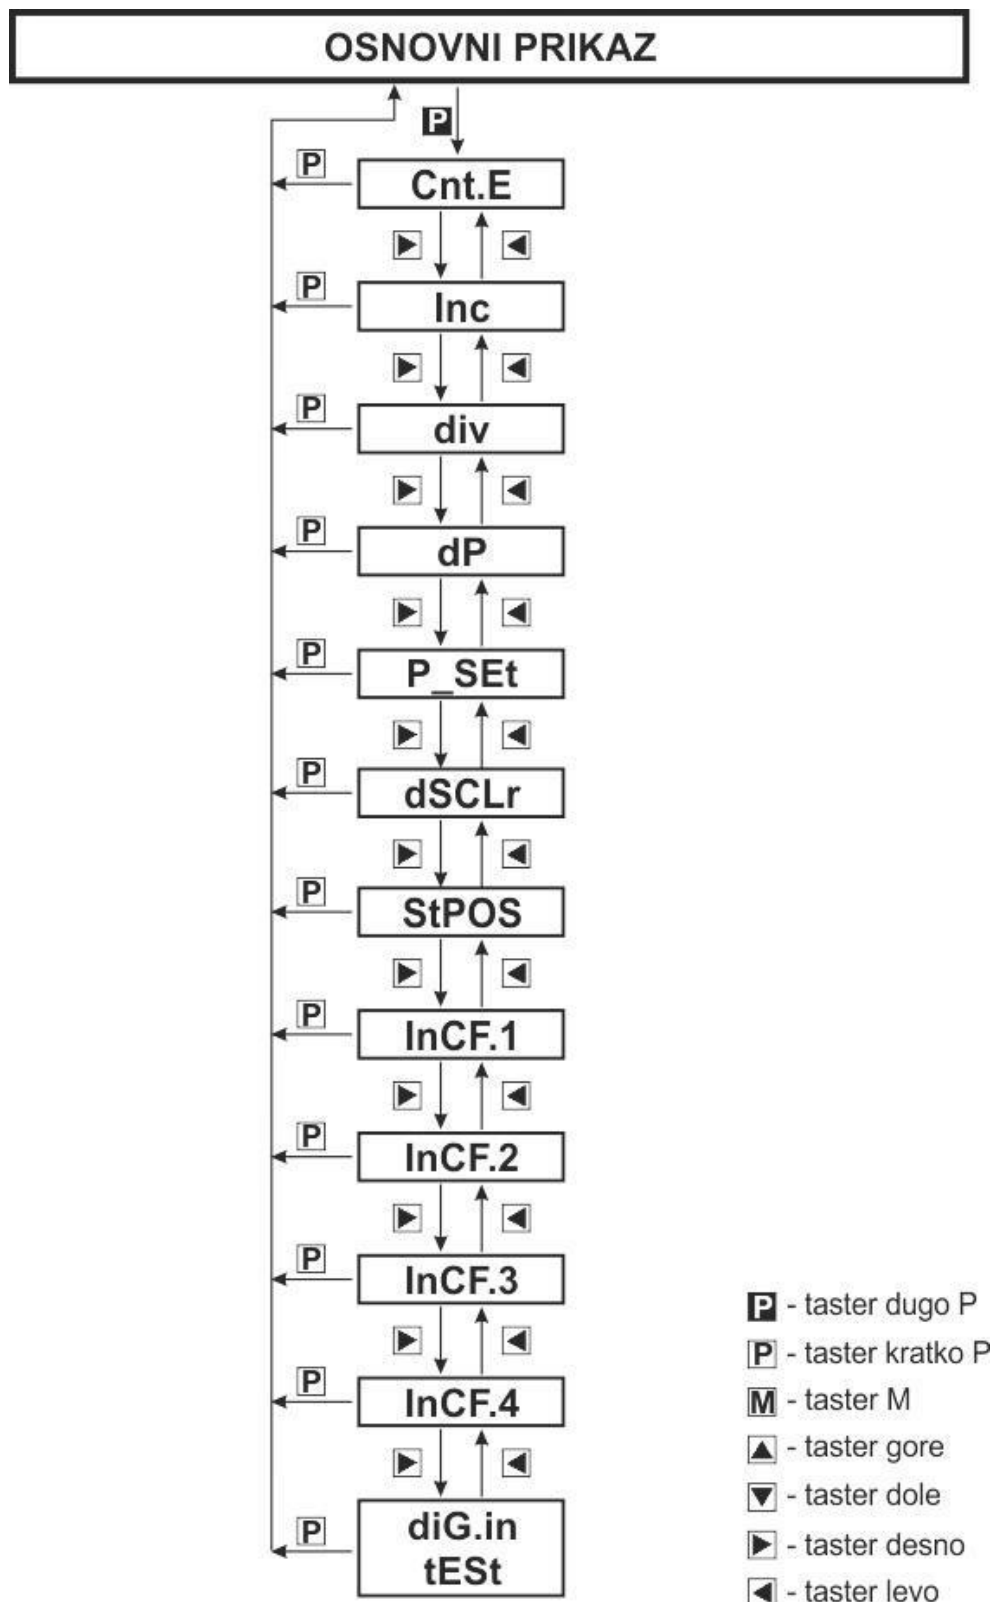 OSNOVNI PRIKAZ
P
P
Cnt.E
P
Inc
P
div
P
dP
P
P_SEt
P
dSCLr
P
StPOS
P
InCF.1
P
InCF.2
P
InCF.3
P
InCF.4
P
diG.in
tESt
P - taster dugo P
P - taster kratko P
M - taster M
- taster gore
- taster dole
- taster desno
- taster levo